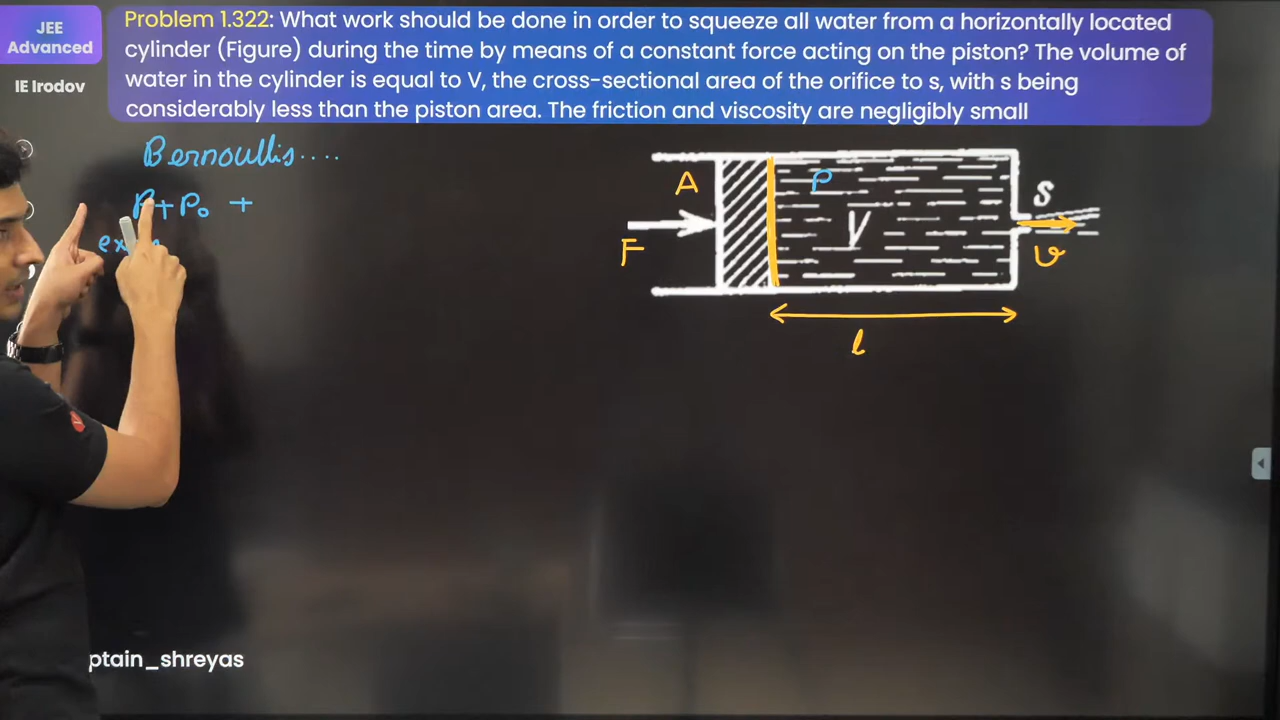 JEE
Advanced
IE Irodov
Problem 1.322: What work should be done in order to squeeze all water from a horizontally located
cylinder (Figure) during the time by means of a constant force acting on the piston? The volume of
water in the cylinder is equal to V, the cross-sectional area of the orifice to s, with s being
considerably less than the piston area. The friction and viscosity are negligibly small
Bernoullis....
P + P₀ +
A
ρ
V
S
F
v
l
ptain_shreyas